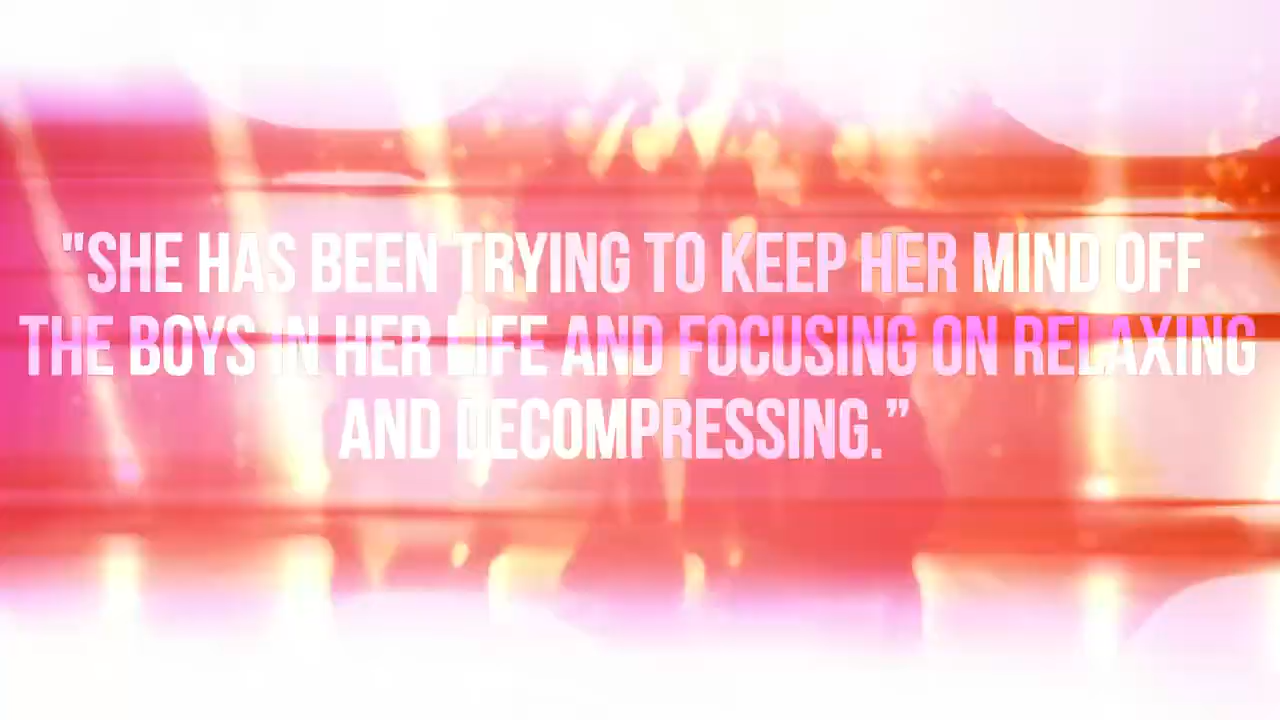 "SHE HAS BEEN TRYING TO KEEP HER MIND OFF
THE BOYS IN HER LIFE AND FOCUSING ON RELAXING
AND DECOMPRESSING.”